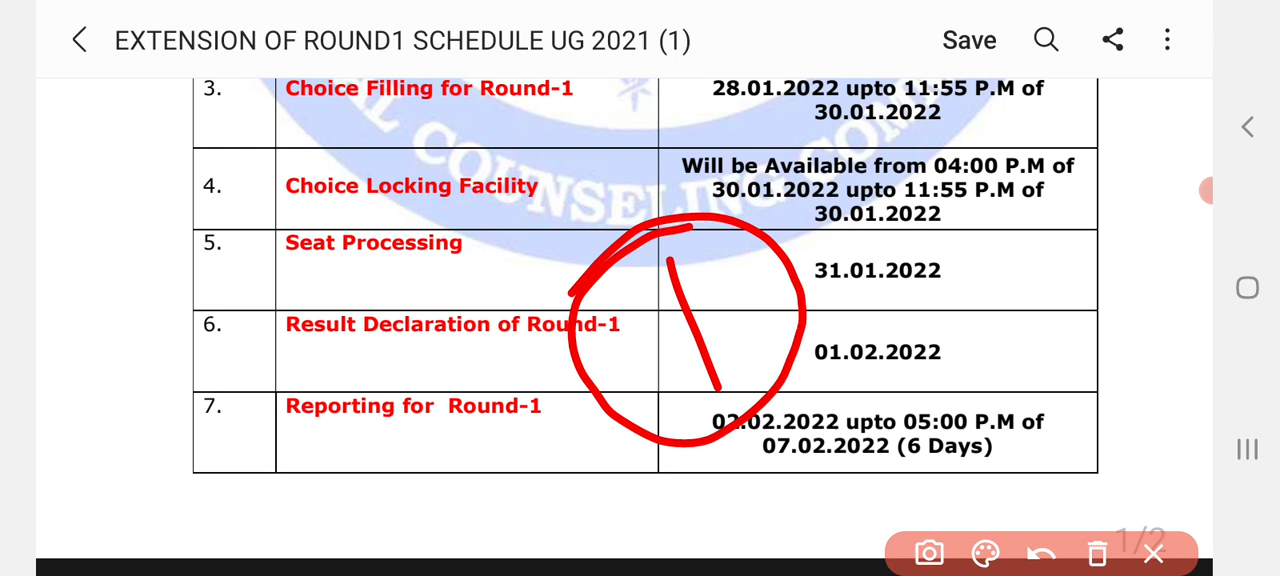 EXTENSION OF ROUND1 SCHEDULE UG 2021 (1)
Save
3. Choice Filling for Round-1 28.01.2022 upto 11:55 P.M of
30.01.2022
4. Choice Locking Facility Will be Available from 04:00 P.M of
30.01.2022 upto 11:55 P.M of
30.01.2022
5. Seat Processing 31.01.2022
6. Result Declaration of Round-1 01.02.2022
7. Reporting for Round-1 02.02.2022 upto 05:00 P.M of
07.02.2022 (6 Days)
COUNSELING
1/2